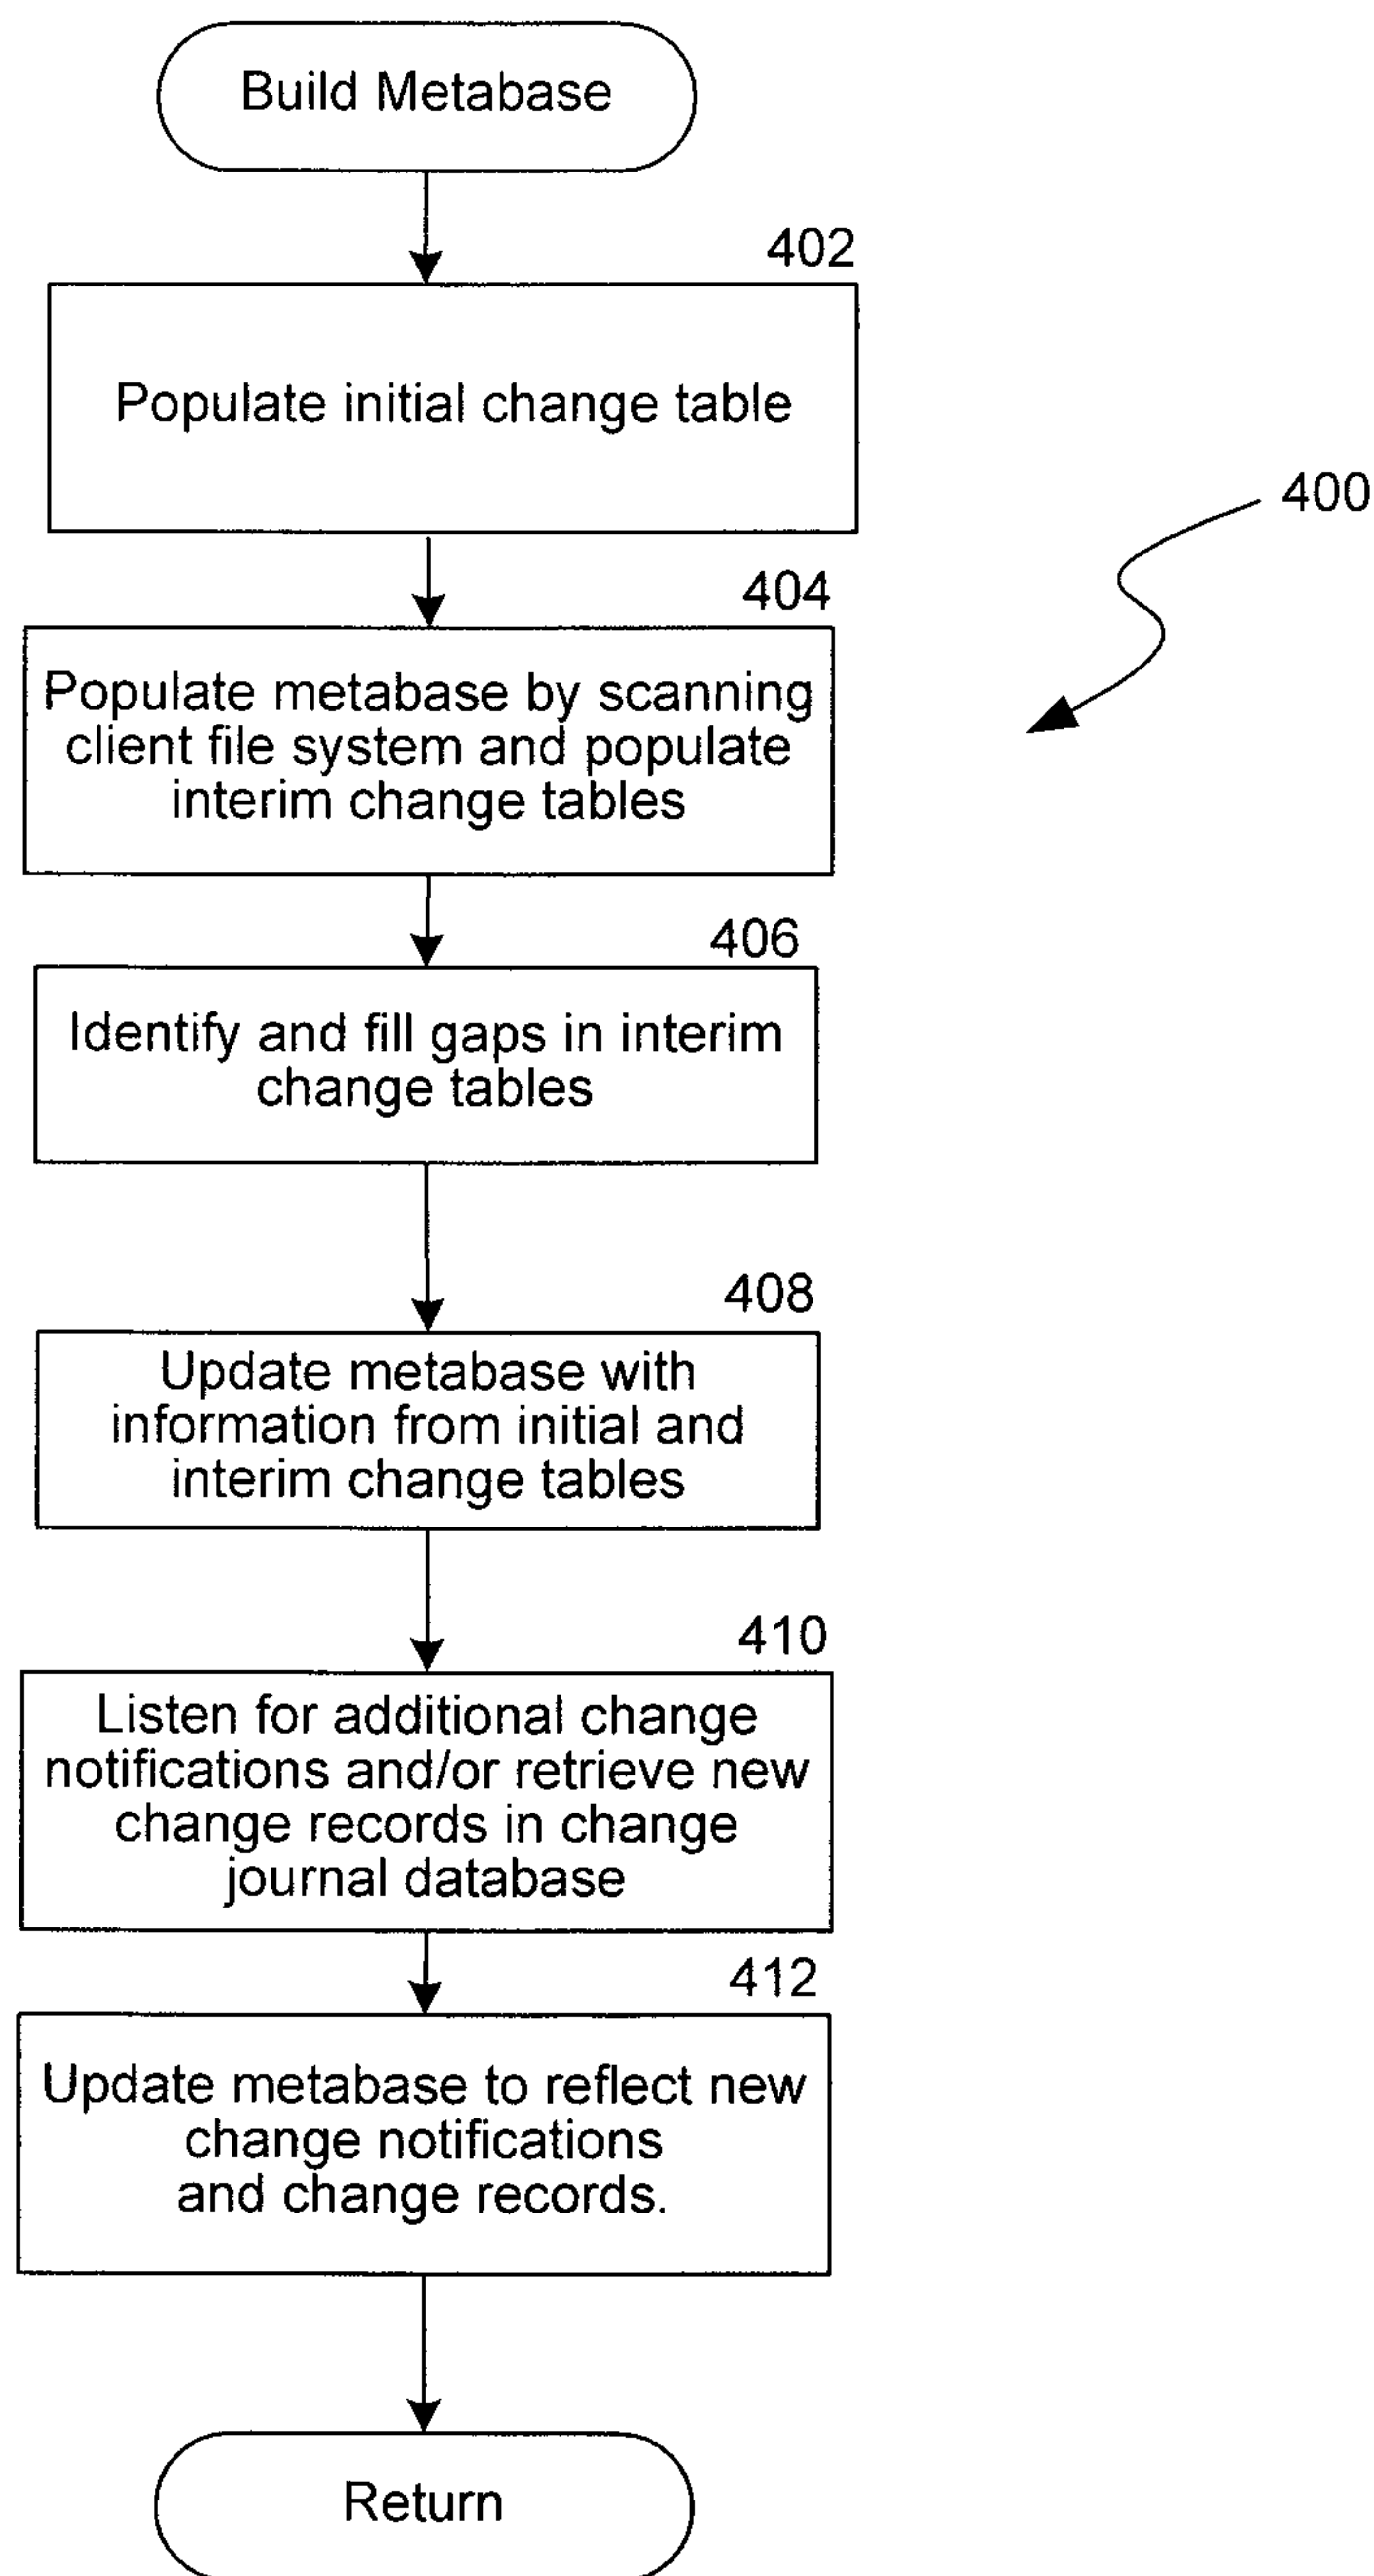 Build Metabase
402
Populate initial change table
400
404
Populate metabase by scanning
client file system and populate
interim change tables
406
Identify and fill gaps in interim
change tables
408
Update metabase with
information from initial and
interim change tables
410
Listen for additional change
notifications and/or retrieve new
change records in change
journal database
412
Update metabase to reflect new
change notifications
and change records.
Return